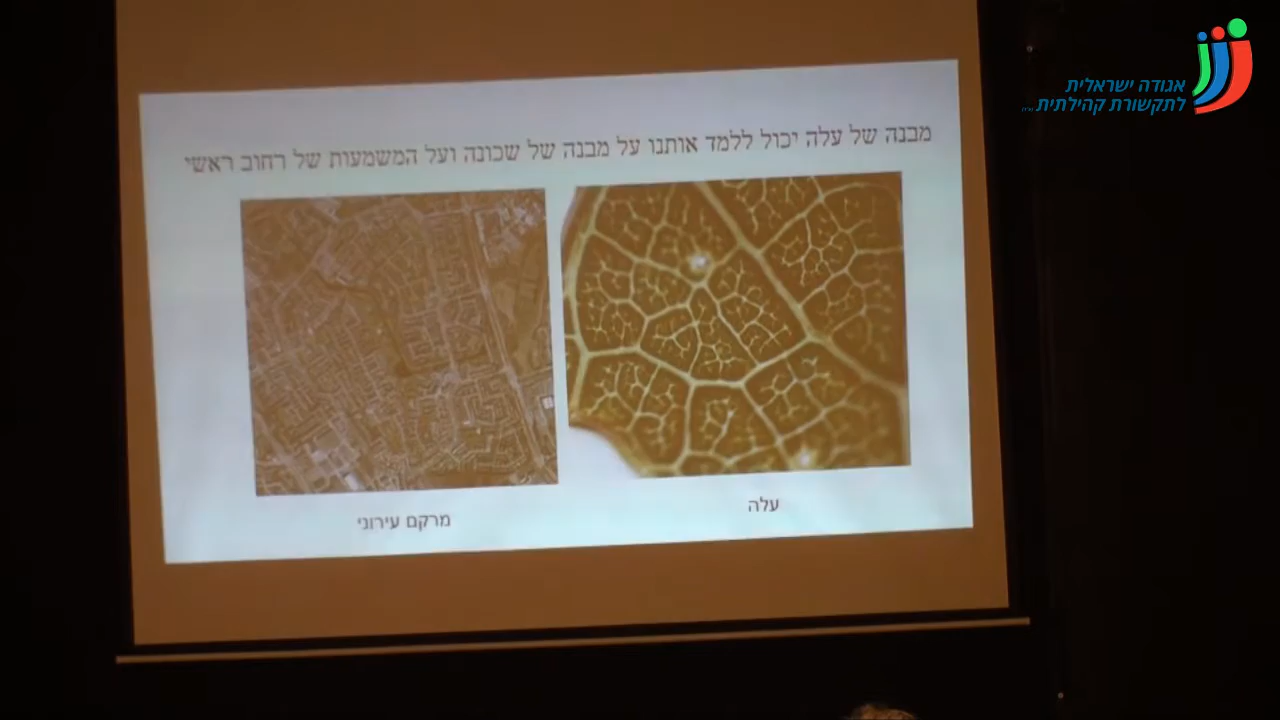 אגודה ישראלית
לתקשורת קהילתית
מבנה של עלה יכול ללמד אותנו על מבנה של שכונה ועל המשמעות של רחוב ראשי
עלה
מרקם עירוני